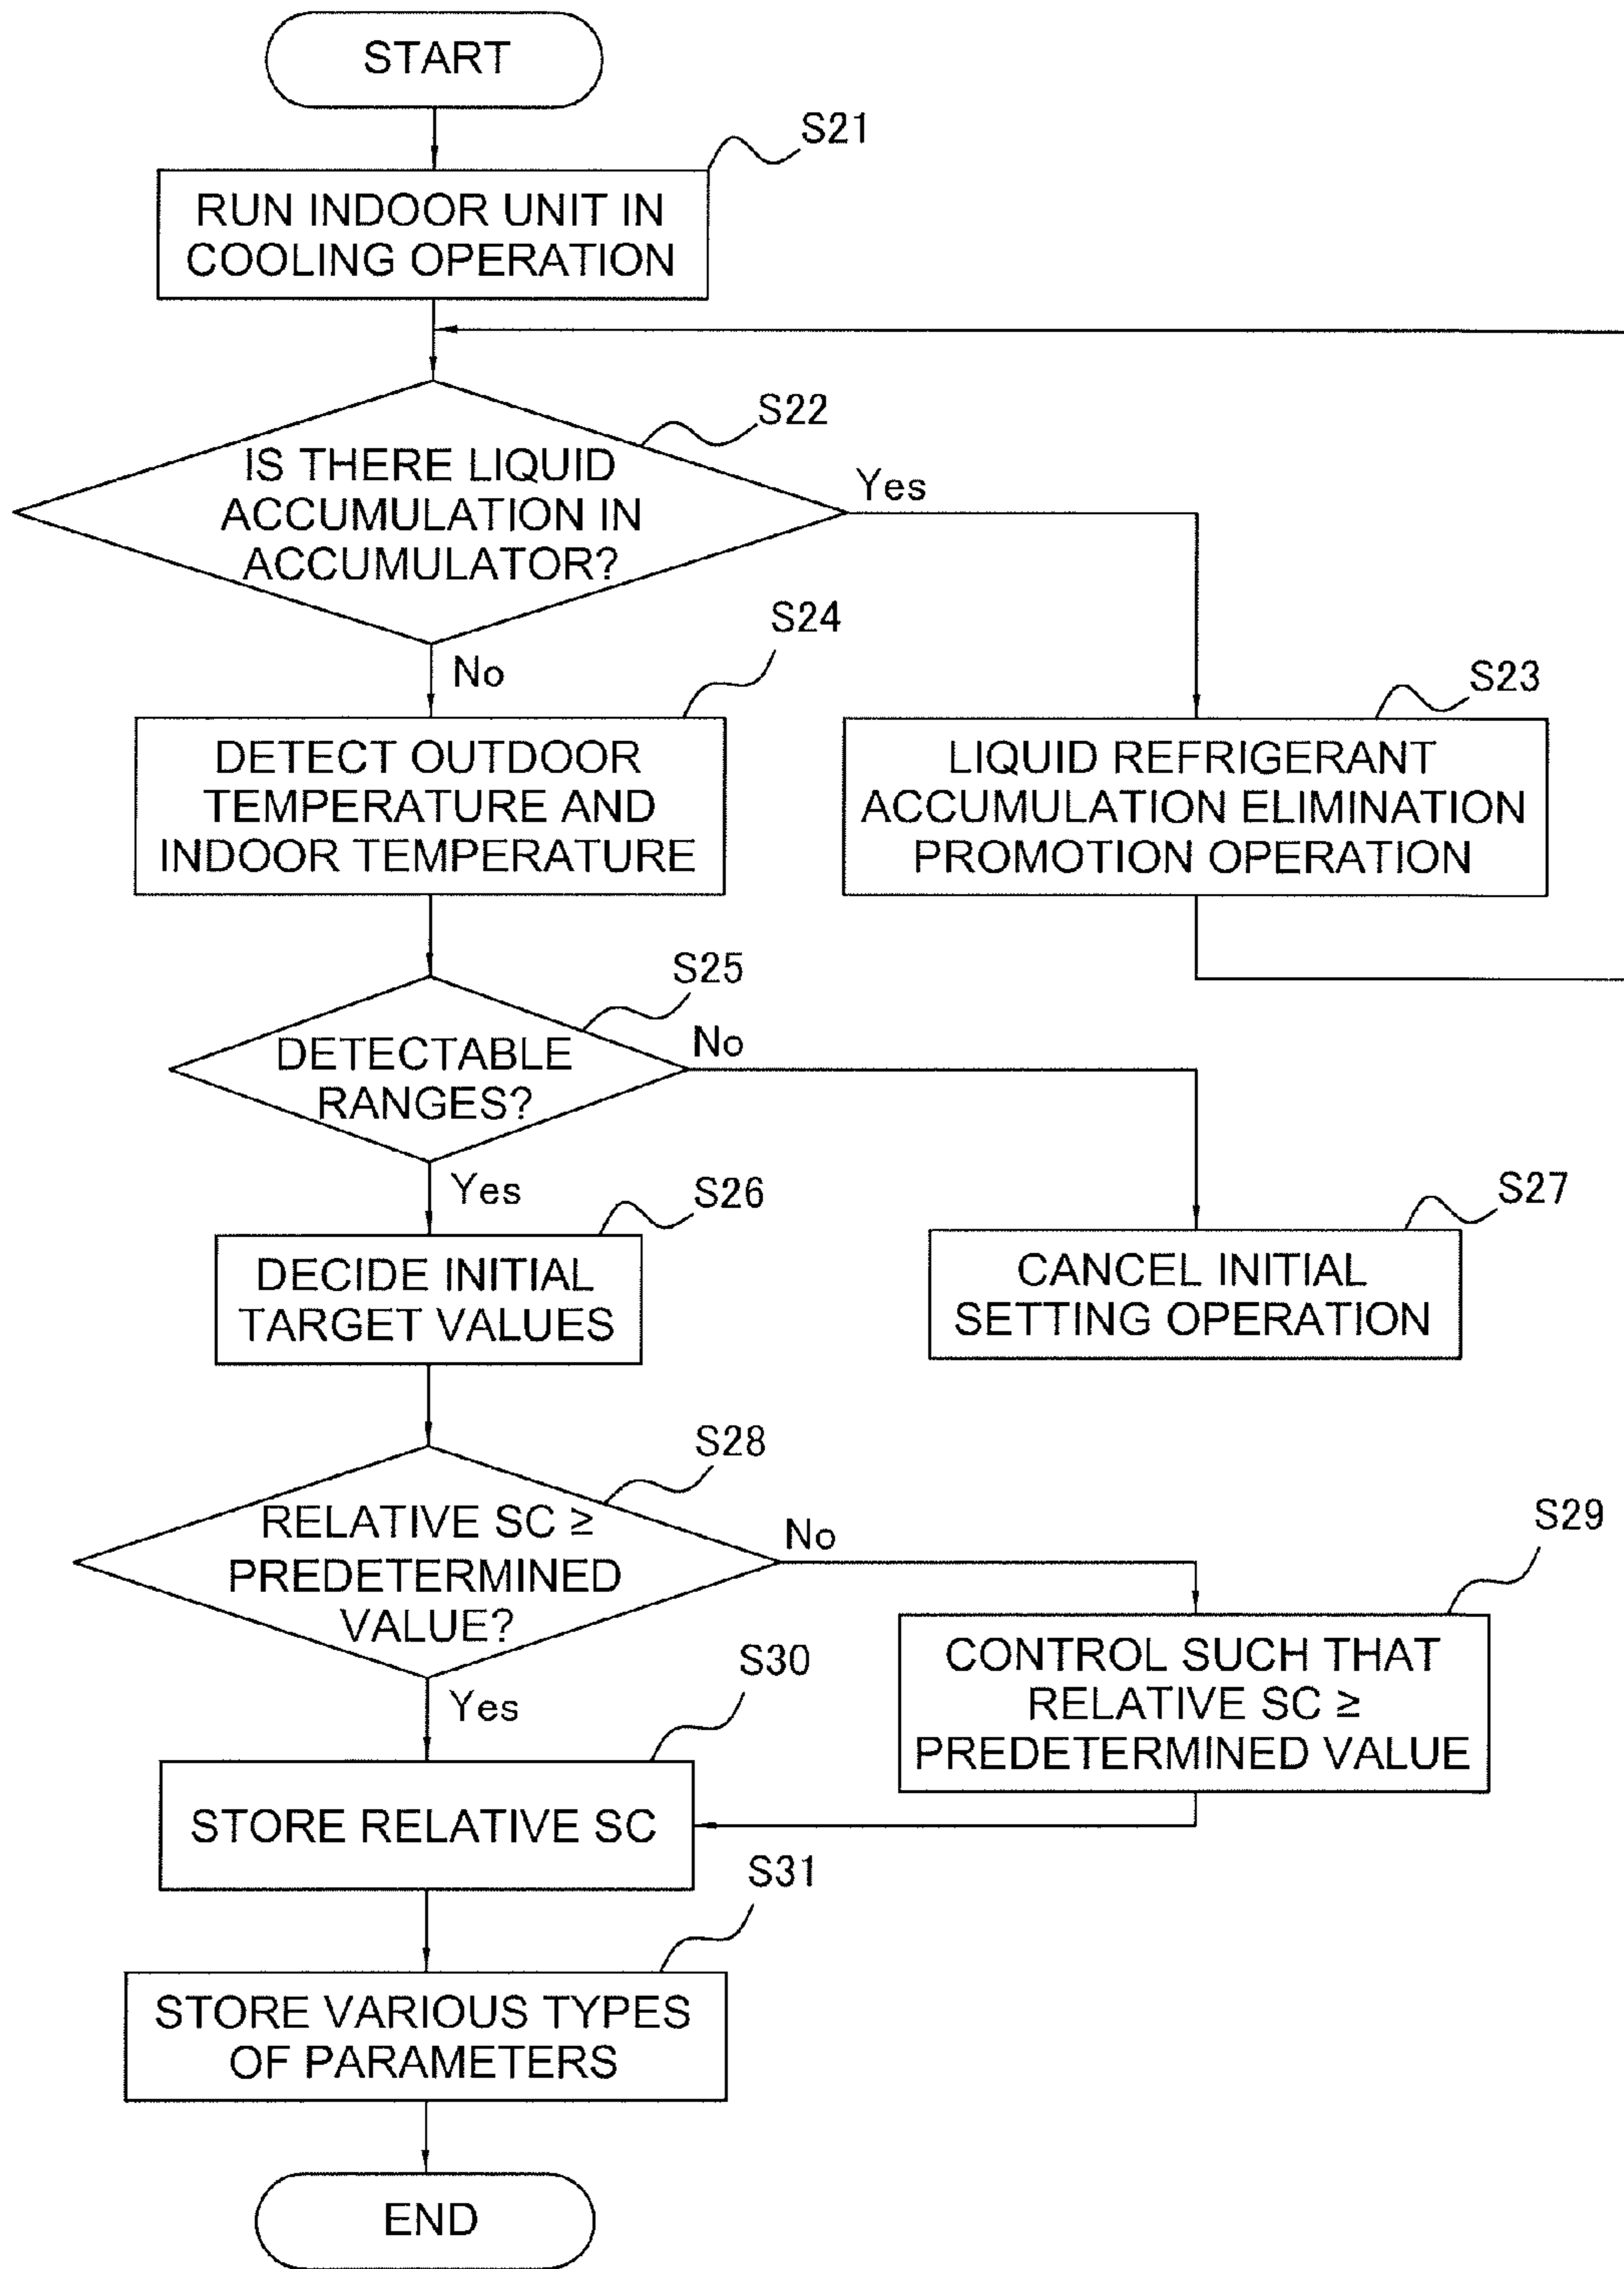 START
S21
RUN INDOOR UNIT IN
COOLING OPERATION
S22
IS THERE LIQUID
ACCUMULATION IN
ACCUMULATOR?
Yes
No
S24
DETECT OUTDOOR
TEMPERATURE AND
INDOOR TEMPERATURE
S23
LIQUID REFRIGERANT
ACCUMULATION ELIMINATION
PROMOTION OPERATION
S25
DETECTABLE
RANGES?
No
Yes
S26
DECIDE INITIAL
TARGET VALUES
S27
CANCEL INITIAL
SETTING OPERATION
S28
RELATIVE SC ≥
PREDETERMINED
VALUE?
No
Yes
S29
CONTROL SUCH THAT
RELATIVE SC ≥
PREDETERMINED VALUE
S30
STORE RELATIVE SC
S31
STORE VARIOUS TYPES
OF PARAMETERS
END